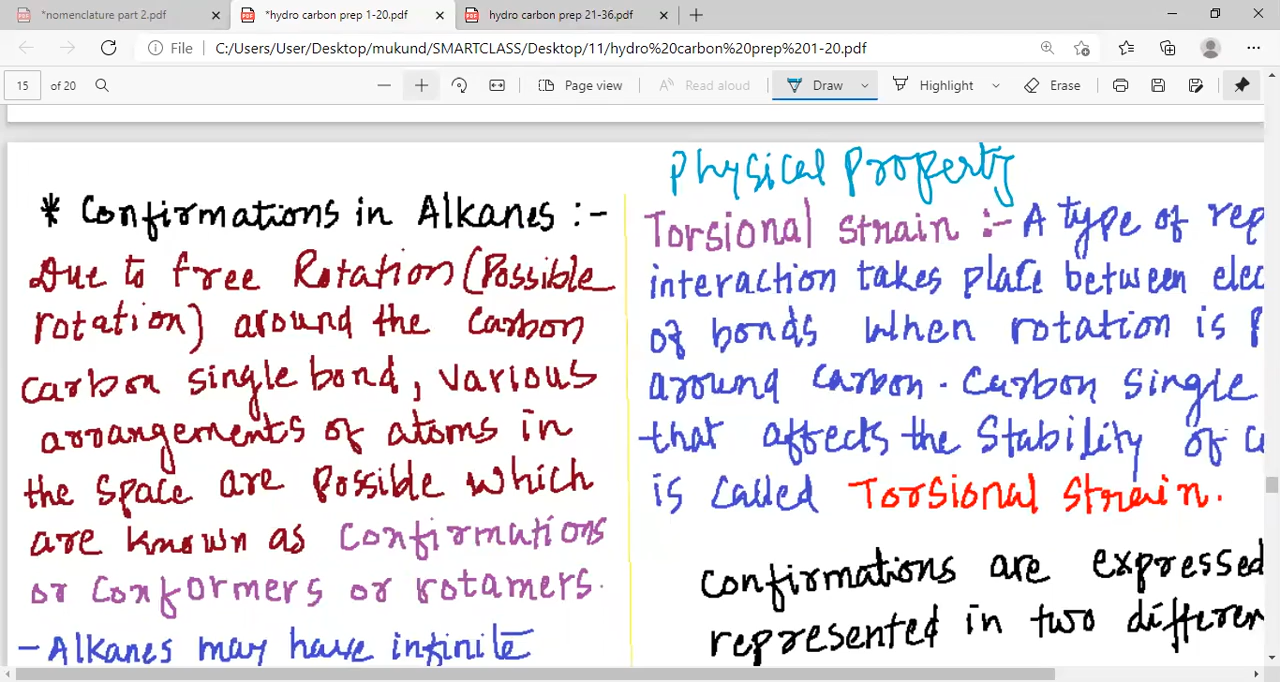 *nomenclature part 2.pdf
*hydro carbon prep 1-20.pdf
hydro carbon prep 21-36.pdf
File
C:/Users/User/Desktop/mukund/SMARTCLASS/Desktop/11/hydro%20carbon%20prep%201-20.pdf
15 of 20
Page view
Read aloud
Draw
Highlight
Erase
* Confirmations in Alkanes :-
Due to free Rotation (Possible
rotation) around the Carbon
Carbon single bond, various
arrangements of atoms in
the space are possible which
are known as Confirmations
or Conformers or rotamers.
- Alkanes may have infinite
Physical Property
Torsional Strain :- A type of rep
interaction takes place between elec
of bonds when rotation is P
around carbon - Carbon single
that affects the Stability of c
is called Torsional Strain.
Confirmations are expressed
represented in two differen